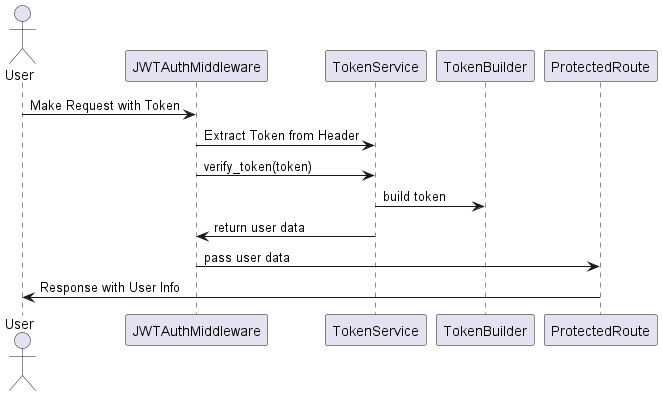 User
JWTAuthMiddleware
TokenService
TokenBuilder
ProtectedRoute
Make Request with Token
Extract Token from Header
verify_token(token)
build token
return user data
pass user data
Response with User Info
User
JWTAuthMiddleware
TokenService
TokenBuilder
ProtectedRoute